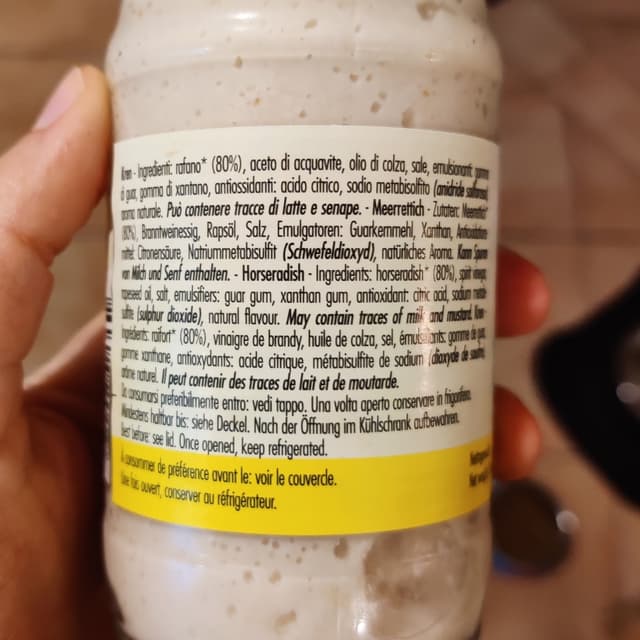 Kren - Ingredienti: rafano* (80%), aceto di acquavite, olio di colza, sale, emulsionanti: gomma
di guar, gomma di xantano, antiossidanti: acido citrico, sodio metabisolfito (anidride solforosa),
aroma naturale. Può contenere tracce di latte e senape. - Meerrettich - Zutaten: Meerrettich*
(80%), Branntweinessig, Rapsöl, Salz, Emulgatoren: Guarkernmehl, Xanthan,
mittel: Citronensäure, Natriummetabisulfit (Schwefeldioxyd), natürliches Aroma. Kann Spuren
von Milch und Senf enthalten. - Horseradish - Ingredients: horseradish* (80%), spirit vinegar,
rapeseed oil, salt, emulsifiers: guar gum, xanthan gum, antioxidant: citric acid, sodium metabi-
sulfite (sulphur dioxide), natural flavour. May contain traces of milk and mustard. Kren -
Ingrédients: raifort* (80%), vinaigre de brandy, huile de colza, sel, émulsifiants: gomme de guar,
gomme xanthane, antioxydants: acide citrique, métabisulfite de sodium (dioxyde de soufre),
arôme naturel. Il peut contenir des traces de lait et de moutarde.
Da consumarsi preferibilmente entro: vedi tappo. Una volta aperto conservare in frigorifero.
Mindestens haltbar bis: siehe Deckel. Nach der Öffnung im Kühlschrank aufbewahren.
Best before: see lid. Once opened, keep refrigerated.
À consommer de préférence avant le: voir le couvercle.
Une fois ouvert, conserver au réfrigérateur.
Net